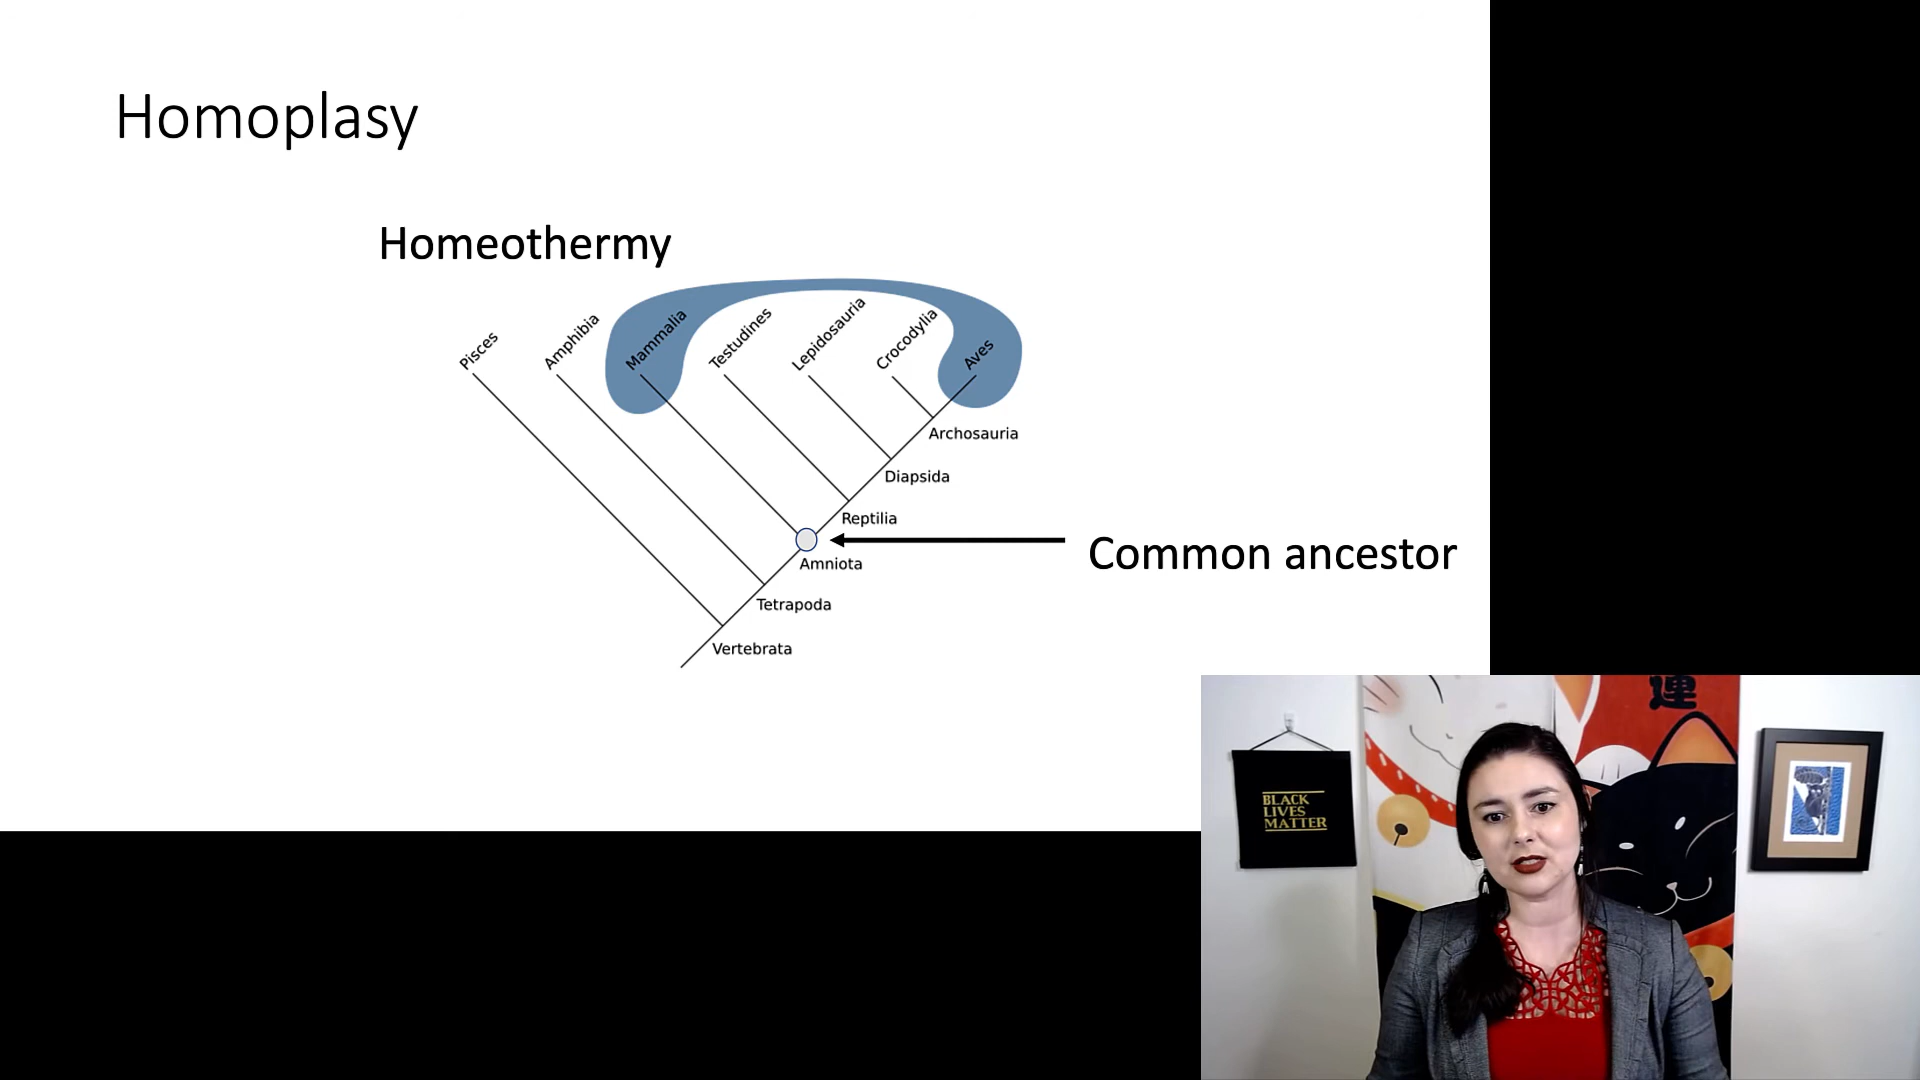 Homoplasy
Homeothermy
Pisces
Amphibia
Mammalia
Testudines
Lepidosauria
Crocodylia
Aves
Archosauria
Diapsida
Reptilia
Common ancestor
Amniota
Tetrapoda
Vertebrata
運
BLACK
LIVES
MATTER